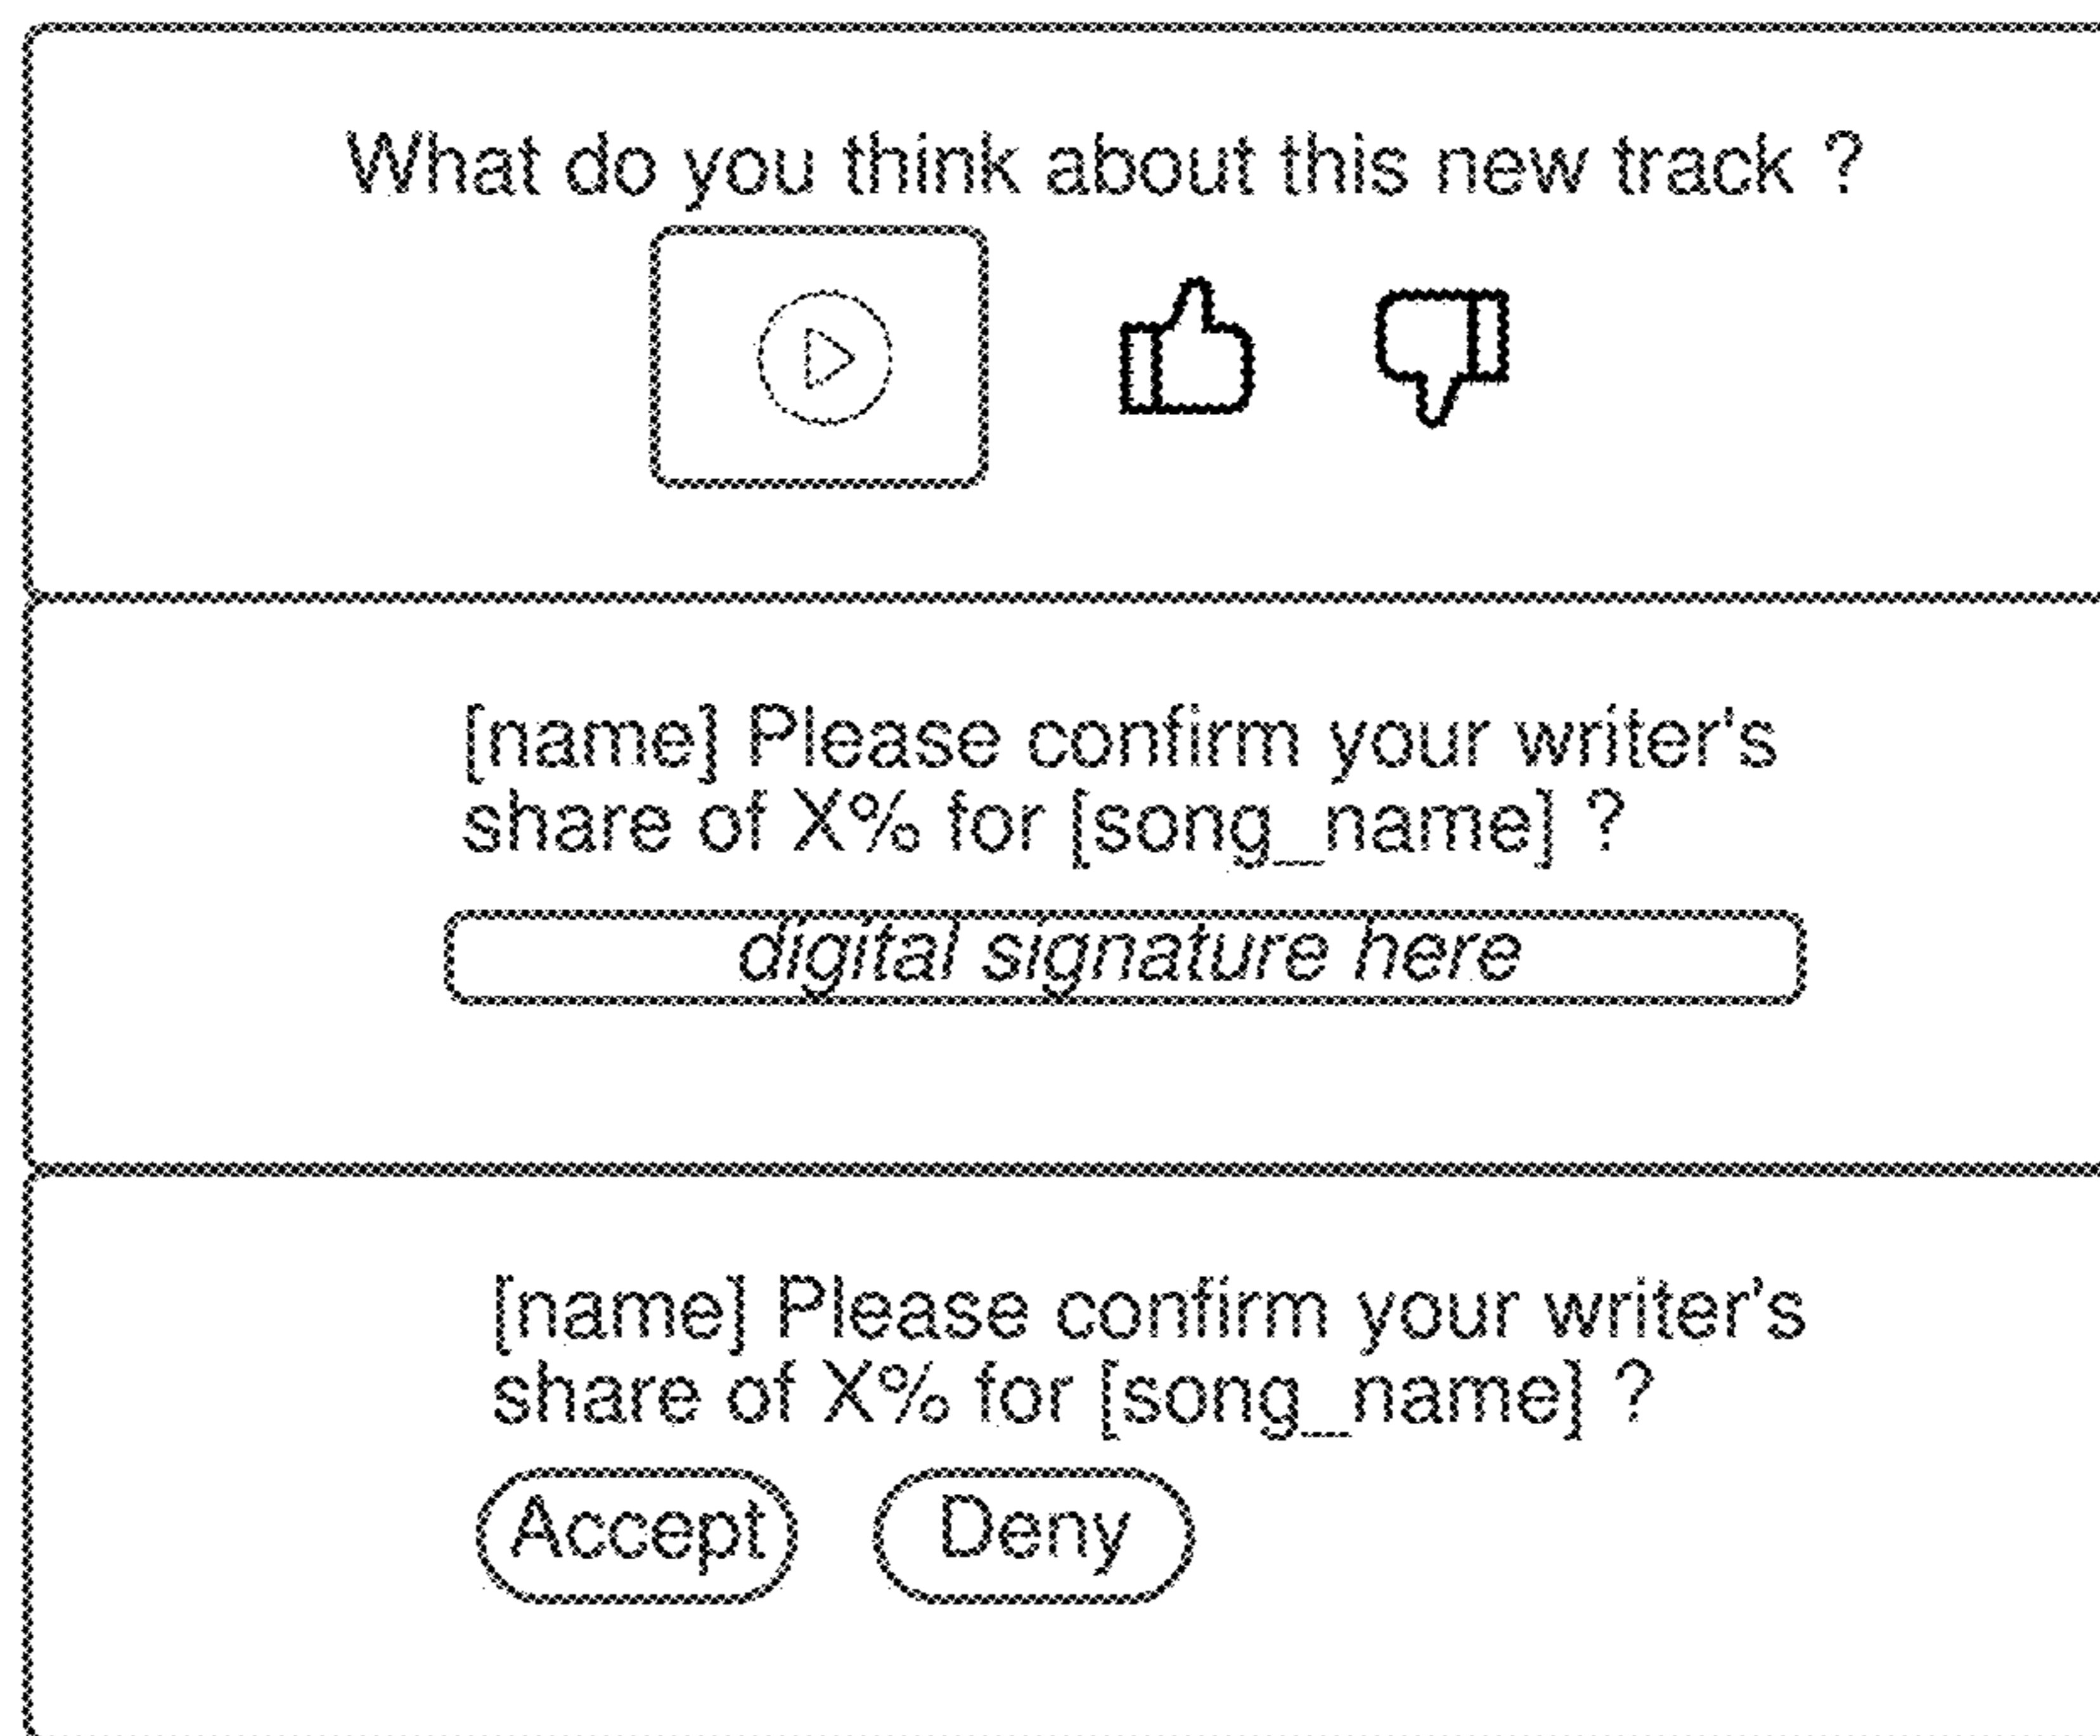 What do you think about this new track ?
[name] Please confirm your writer's
share of X% for [song_name] ?
digital signature here
[name] Please confirm your writer's
share of X% for [song_name] ?
Accept Deny